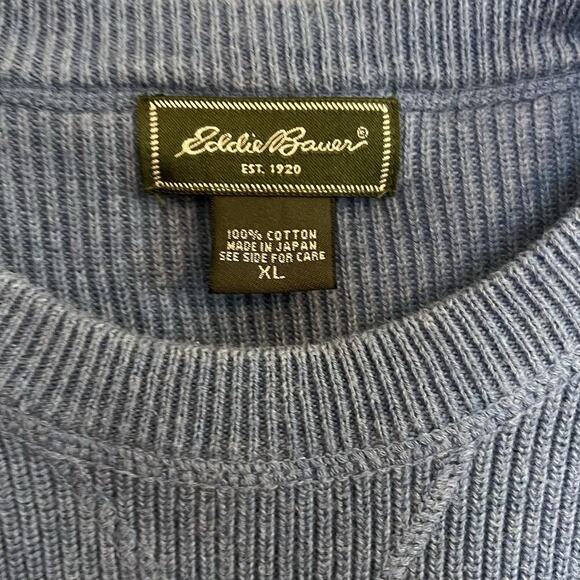 Eddie Bauer®
EST. 1920
100% COTTON
MADE IN JAPAN
SEE SIDE FOR CARE
XL